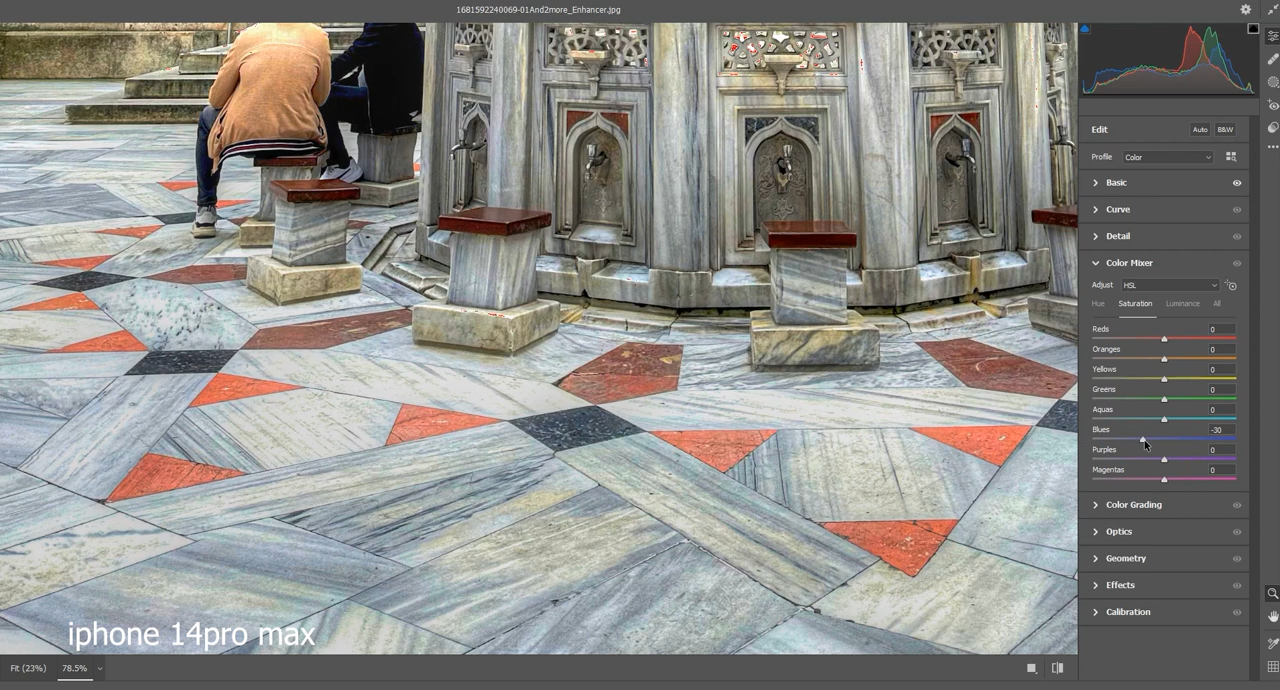 1681592240069-01And2more_Enhancer.jpg
Edit
Auto
B&W
Profile
Color
Basic
Curve
Detail
Color Mixer
Adjust
HSL
Hue
Saturation
Luminance
All
Reds
0
Oranges
0
Yellows
0
Greens
0
Aquas
0
Blues
-30
Purples
0
Magentas
0
Color Grading
Optics
Geometry
Effects
Calibration
iphone 14pro max
Fit (23%)
78.5%